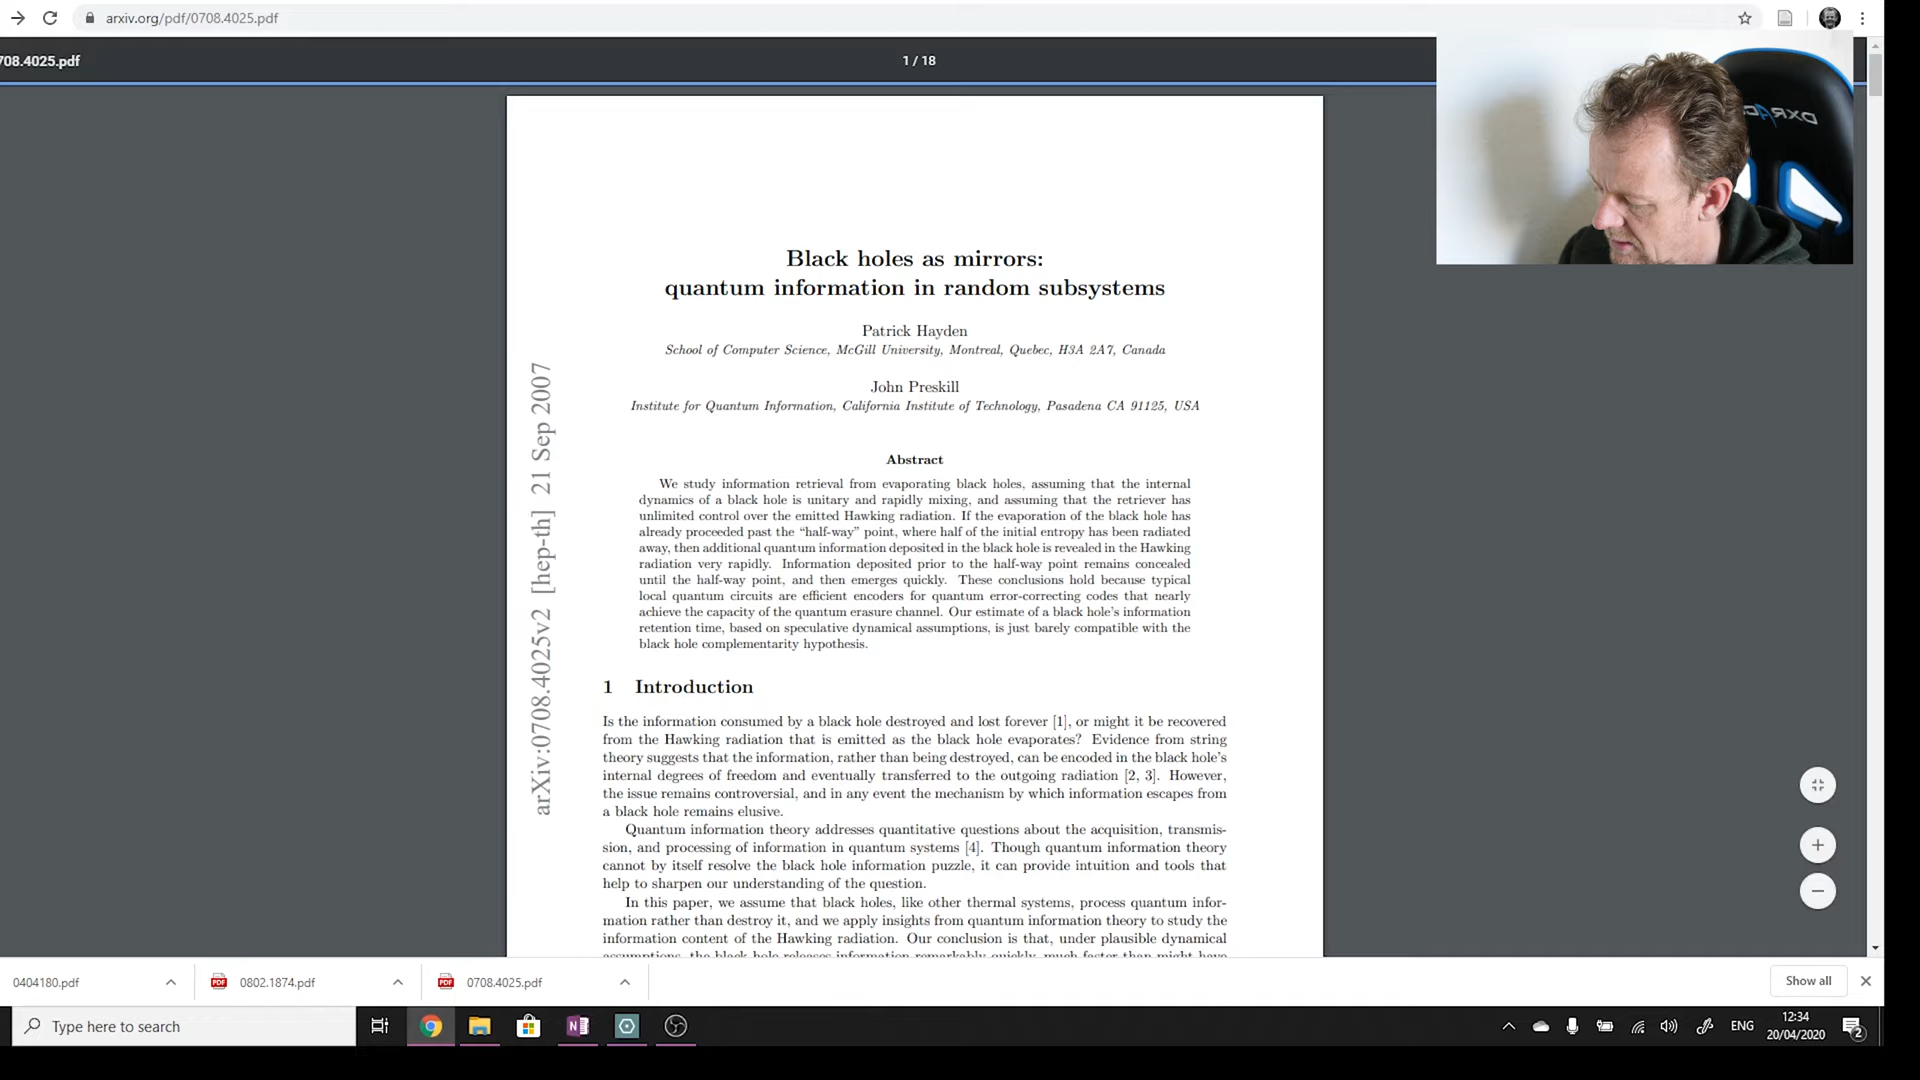 arxiv.org/pdf/0708.4025.pdf
708.4025.pdf
1 / 18
DXRAC
Black holes as mirrors:
quantum information in random subsystems
Patrick Hayden
School of Computer Science, McGill University, Montreal, Quebec, H3A 2A7, Canada
John Preskill
Institute for Quantum Information, California Institute of Technology, Pasadena CA 91125, USA
arXiv:0708.4025v2 [hep-th] 21 Sep 2007
Abstract
We study information retrieval from evaporating black holes, assuming that the internal
dynamics of a black hole is unitary and rapidly mixing, and assuming that the retriever has
unlimited control over the emitted Hawking radiation. If the evaporation of the black hole has
already proceeded past the “half-way” point, where half of the initial entropy has been radiated
away, then additional quantum information deposited in the black hole is revealed in the Hawking
radiation very rapidly. Information deposited prior to the half-way point remains concealed
until the half-way point, and then emerges quickly. These conclusions hold because typical
local quantum circuits are efficient encoders for quantum error-correcting codes that nearly
achieve the capacity of the quantum erasure channel. Our estimate of a black hole’s information
retention time, based on speculative dynamical assumptions, is just barely compatible with the
black hole complementarity hypothesis.
1 Introduction
Is the information consumed by a black hole destroyed and lost forever [1], or might it be recovered
from the Hawking radiation that is emitted as the black hole evaporates? Evidence from string
theory suggests that the information, rather than being destroyed, can be encoded in the black hole’s
internal degrees of freedom and eventually transferred to the outgoing radiation [2, 3]. However,
the issue remains controversial, and in any event the mechanism by which information escapes from
a black hole remains elusive.
Quantum information theory addresses quantitative questions about the acquisition, transmis-
sion, and processing of information in quantum systems [4]. Though quantum information theory
cannot by itself resolve the black hole information puzzle, it can provide intuition and tools that
help to sharpen our understanding of the question.
In this paper, we assume that black holes, like other thermal systems, process quantum infor-
mation rather than destroy it, and we apply insights from quantum information theory to study the
information content of the Hawking radiation. Our conclusion is that, under plausible dynamical
assumptions, the black hole releases information remarkably quickly, much faster than might have
0404180.pdf
PDF 0802.1874.pdf
PDF 0708.4025.pdf
Show all
Type here to search
N
ENG
12:34
20/04/2020
2